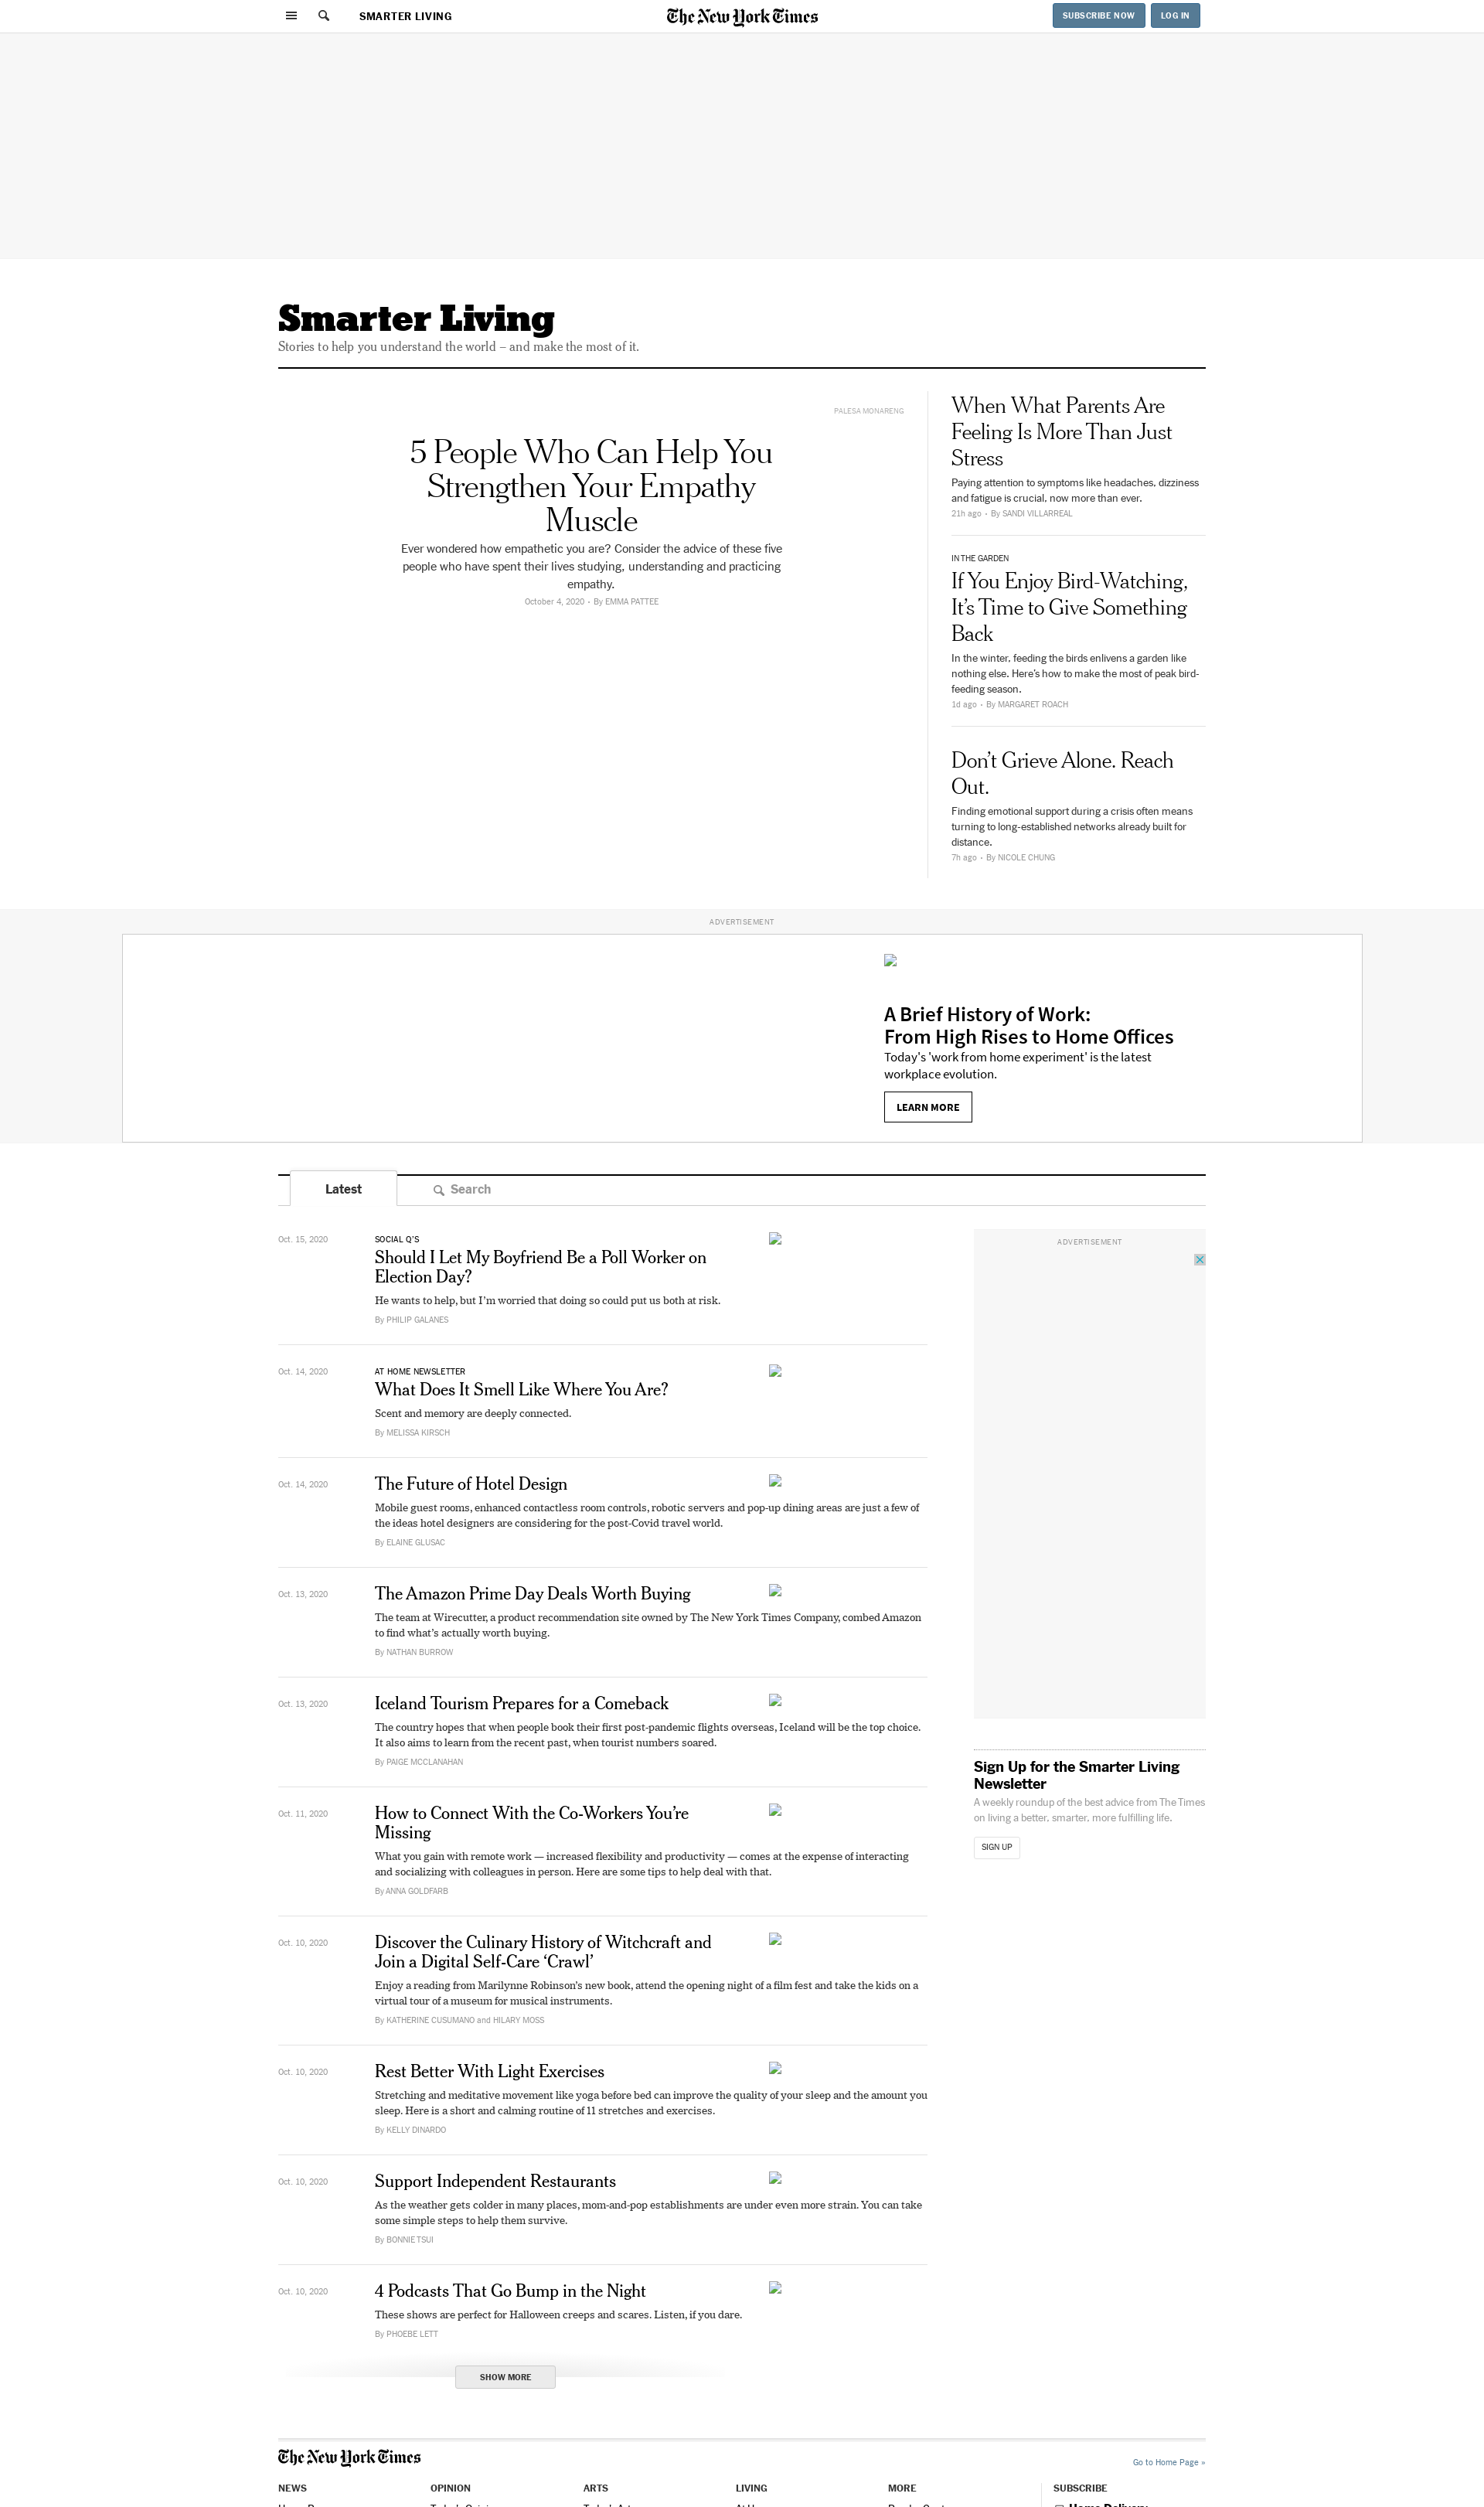 SMARTER LIVING
The New York Times
SUBSCRIBE NOW
LOG IN
Smarter Living
Stories to help you understand the world – and make the most of it.
PALESA MONARENG
5 People Who Can Help You
Strengthen Your Empathy
Muscle
Ever wondered how empathetic you are? Consider the advice of these five
people who have spent their lives studying, understanding and practicing
empathy.
October 4, 2020 • By EMMA PATTEE
When What Parents Are
Feeling Is More Than Just
Stress
Paying attention to symptoms like headaches, dizziness
and fatigue is crucial, now more than ever.
21h ago • By SANDI VILLARREAL
IN THE GARDEN
If You Enjoy Bird-Watching,
It’s Time to Give Something
Back
In the winter, feeding the birds enlivens a garden like
nothing else. Here’s how to make the most of peak bird-
feeding season.
1d ago • By MARGARET ROACH
Don’t Grieve Alone. Reach
Out.
Finding emotional support during a crisis often means
turning to long-established networks already built for
distance.
7h ago • By NICOLE CHUNG
ADVERTISEMENT
A Brief History of Work:
From High Rises to Home Offices
Today's 'work from home experiment' is the latest
workplace evolution.
LEARN MORE
Latest
Search
Oct. 15, 2020
SOCIAL Q’S
Should I Let My Boyfriend Be a Poll Worker on
Election Day?
He wants to help, but I’m worried that doing so could put us both at risk.
By PHILIP GALANES
Oct. 14, 2020
AT HOME NEWSLETTER
What Does It Smell Like Where You Are?
Scent and memory are deeply connected.
By MELISSA KIRSCH
Oct. 14, 2020
The Future of Hotel Design
Mobile guest rooms, enhanced contactless room controls, robotic servers and pop-up dining areas are just a few of
the ideas hotel designers are considering for the post-Covid travel world.
By ELAINE GLUSAC
Oct. 13, 2020
The Amazon Prime Day Deals Worth Buying
The team at Wirecutter, a product recommendation site owned by The New York Times Company, combed Amazon
to find what’s actually worth buying.
By NATHAN BURROW
Oct. 13, 2020
Iceland Tourism Prepares for a Comeback
The country hopes that when people book their first post-pandemic flights overseas, Iceland will be the top choice.
It also aims to learn from the recent past, when tourist numbers soared.
By PAIGE MCCLANAHAN
Oct. 11, 2020
How to Connect With the Co-Workers You’re
Missing
What you gain with remote work — increased flexibility and productivity — comes at the expense of interacting
and socializing with colleagues in person. Here are some tips to help deal with that.
By ANNA GOLDFARB
Oct. 10, 2020
Discover the Culinary History of Witchcraft and
Join a Digital Self-Care ‘Crawl’
Enjoy a reading from Marilynne Robinson’s new book, attend the opening night of a film fest and take the kids on a
virtual tour of a museum for musical instruments.
By KATHERINE CUSUMANO and HILARY MOSS
Oct. 10, 2020
Rest Better With Light Exercises
Stretching and meditative movement like yoga before bed can improve the quality of your sleep and the amount you
sleep. Here is a short and calming routine of 11 stretches and exercises.
By KELLY DINARDO
Oct. 10, 2020
Support Independent Restaurants
As the weather gets colder in many places, mom-and-pop establishments are under even more strain. You can take
some simple steps to help them survive.
By BONNIE TSUI
Oct. 10, 2020
4 Podcasts That Go Bump in the Night
These shows are perfect for Halloween creeps and scares. Listen, if you dare.
By PHOEBE LETT
SHOW MORE
ADVERTISEMENT
Sign Up for the Smarter Living
Newsletter
A weekly roundup of the best advice from The Times
on living a better, smarter, more fulfilling life.
SIGN UP
The New York Times
Go to Home Page »
NEWS
OPINION
ARTS
LIVING
MORE
SUBSCRIBE